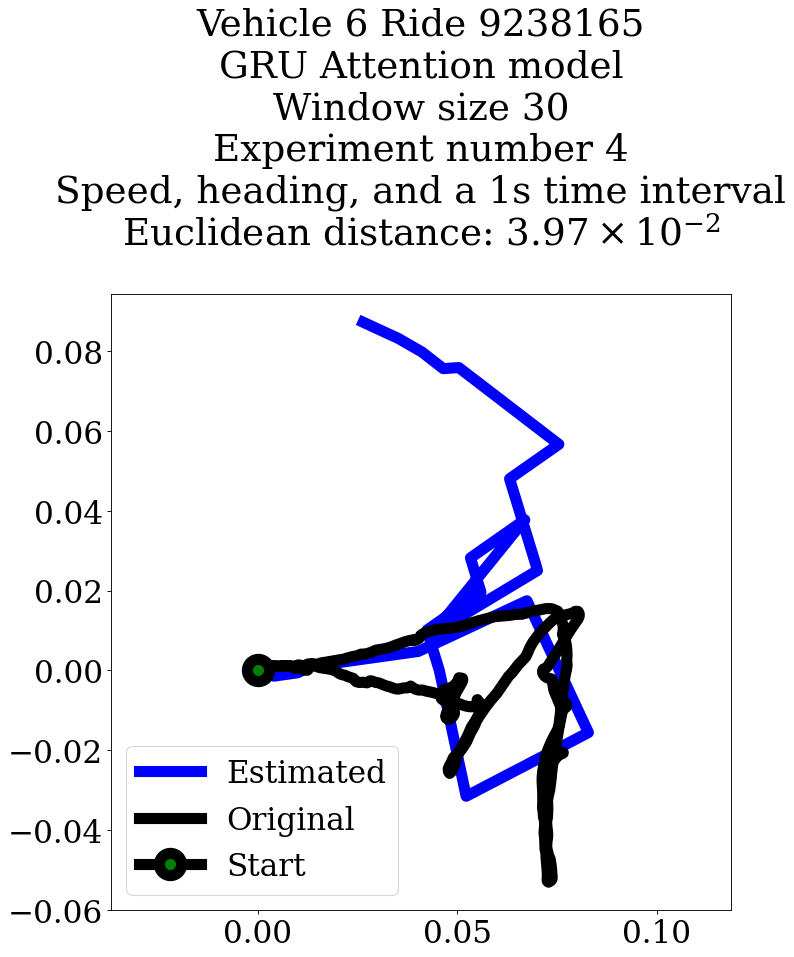 Vehicle 6 Ride 9238165
GRU Attention model
Window size 30
Experiment number 4
Speed, heading, and a 1s time interval
Euclidean distance: 3.97 × 10⁻²
0.08
0.06
0.04
0.02
0.00
−0.02
−0.04
−0.06
Estimated
Original
Start
0.00
0.05
0.10